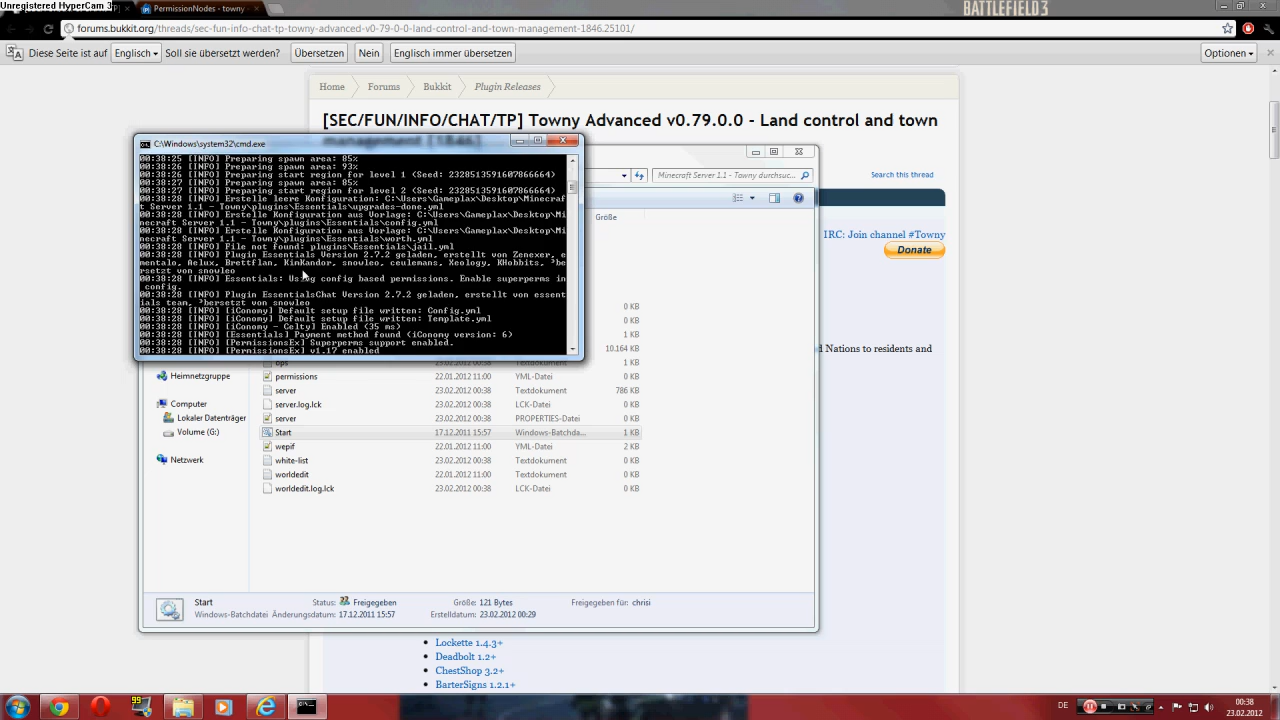 Unregistered HyperCam 3
PermissionNodes - towny
BATTLEFIELD 3
forums.bukkit.org/threads/sec-fun-info-chat-tp-towny-advanced-v0-79-0-0-land-control-and-town-management-1846.25101/
Diese Seite ist auf Englisch Soll sie übersetzt werden? Übersetzen Nein Englisch immer übersetzen Optionen
Home Forums Bukkit Plugin Releases
[SEC/FUN/INFO/CHAT/TP] Towny Advanced v0.79.0.0 - Land control and town
management [1846]
C:\Windows\system32\cmd.exe
00:38:25 [INFO] Preparing spawn area: 85%
00:38:26 [INFO] Preparing spawn area: 93%
00:38:26 [INFO] Preparing start region for level 1 (Seed: 2328513591607866664)
00:38:27 [INFO] Preparing spawn area: 85%
00:38:27 [INFO] Preparing start region for level 2 (Seed: 2328513591607866664)
00:38:28 [INFO] Erstelle leere Konfiguration: C:\Users\Gameplax\Desktop\Minecraf
t Server 1.1 - Towny\plugins\Essentials\upgrades-done.yml
00:38:28 [INFO] Erstelle Konfiguration aus Vorlage: C:\Users\Gameplax\Desktop\Mi
necraft Server 1.1 - Towny\plugins\Essentials\config.yml
00:38:28 [INFO] Erstelle Konfiguration aus Vorlage: C:\Users\Gameplax\Desktop\Mi
necraft Server 1.1 - Towny\plugins\Essentials\worth.yml
00:38:28 [INFO] File not found: plugins\Essentials\jail.yml
00:38:28 [INFO] Plugin Essentials Version 2.7.2 geladen, erstellt von Zenexer, e
mentalo, Aelux, Brettflan, KimKandor, snowleo, ceulemans, Xeology, KHobbits, ³be
rsetzt von snowleo
00:38:28 [INFO] Essentials: Using config based permissions. Enable superperms in
config.
00:38:28 [INFO] Plugin EssentialsChat Version 2.7.2 geladen, erstellt von essent
ials team, ³bersetzt von snowleo
00:38:28 [INFO] [iConomy] Default setup file written: Config.yml
00:38:28 [INFO] [iConomy] Default setup file written: Template.yml
00:38:28 [INFO] [iConomy - Celty] Enabled (35 ms)
00:38:28 [INFO] [Essentials] Payment method found (iConomy version: 6)
00:38:28 [INFO] [PermissionsEx] Superperms support enabled.
00:38:28 [INFO] [PermissionsEx] v1.17 enabled
Minecraft Server 1.1 - Towny durchsuc...
Search this thread
Größe
IRC: Join channel #Towny
Donate
0 KB
0 KB
1 KB
10.164 KB
d Nations to residents and
ops 23.02.2012 00:38 Textdokument 0 KB
Heimnetzgruppe
permissions 22.01.2012 11:00 YML-Datei 0 KB
server 23.02.2012 00:38 Textdokument 786 KB
Computer
server.log.lck 23.02.2012 00:38 LCK-Datei 0 KB
Lokaler Datenträger
server 23.02.2012 00:38 PROPERTIES-Datei 0 KB
Volume (G:)
Start 17.12.2011 15:57 Windows-Batchda... 1 KB
wepif 22.01.2012 11:00 YML-Datei 2 KB
Netzwerk
white-list 23.02.2012 00:38 Textdokument 0 KB
worldedit 22.01.2012 11:00 Textdokument 0 KB
worldedit.log.lck 23.02.2012 00:38 LCK-Datei 0 KB
Start Status: Freigegeben Größe: 121 Bytes Freigegeben für: chrisi
Windows-Batchdatei Änderungsdatum: 17.12.2011 15:57 Erstelldatum: 23.02.2012 00:29
Lockette 1.4.3+
Deadbolt 1.2+
ChestShop 3.2+
BarterSigns 1.2.1+
99
DE
00:38
23.02.2012